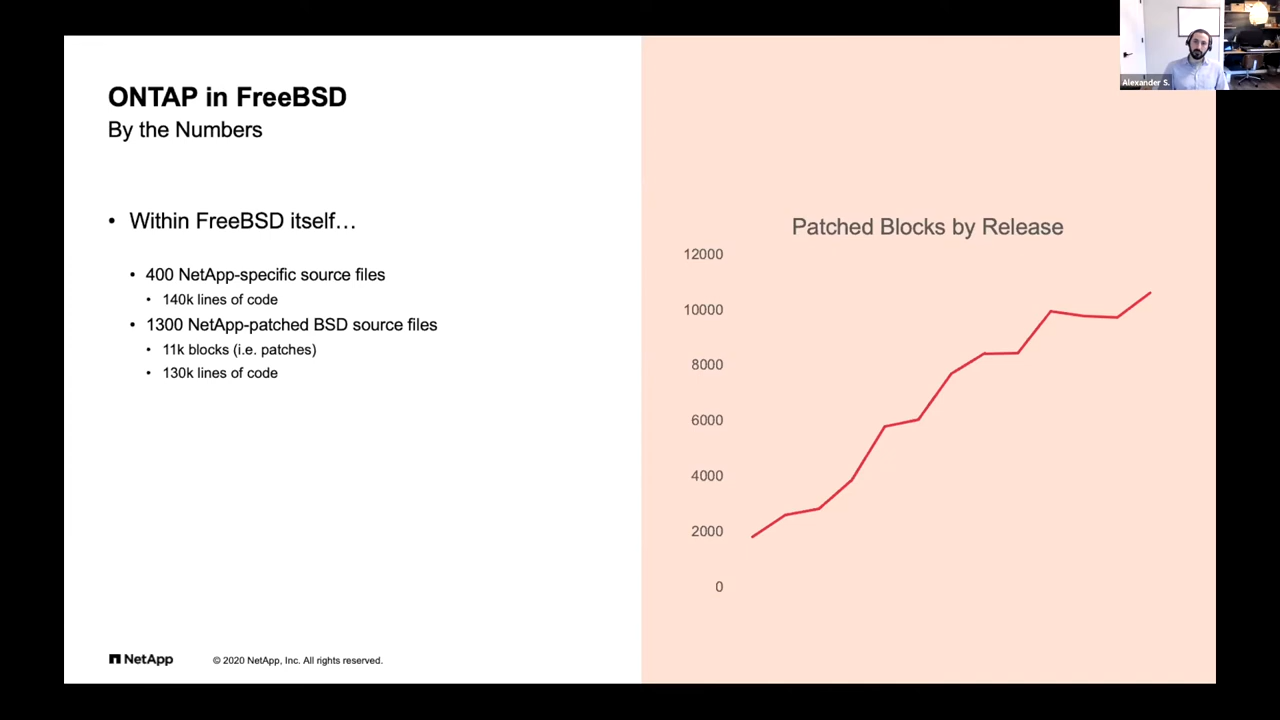 Alexander S.
ONTAP in FreeBSD
By the Numbers
• Within FreeBSD itself…
• 400 NetApp-specific source files
• 140k lines of code
• 1300 NetApp-patched BSD source files
• 11k blocks (i.e. patches)
• 130k lines of code
Patched Blocks by Release
12000
10000
8000
6000
4000
2000
0
NetApp
© 2020 NetApp, Inc. All rights reserved.